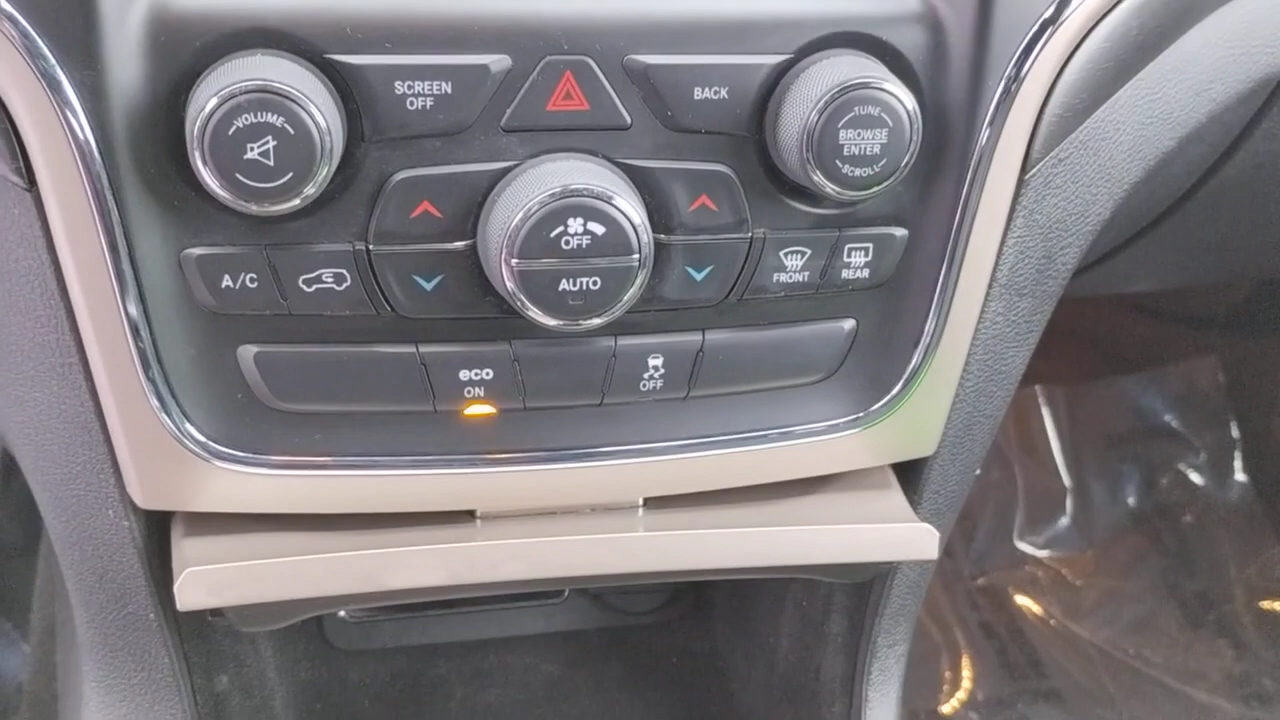 VOLUME
SCREEN
OFF
BACK
TUNE
BROWSE
ENTER
SCROLL
A/C
OFF
AUTO
FRONT
REAR
eco
ON
OFF